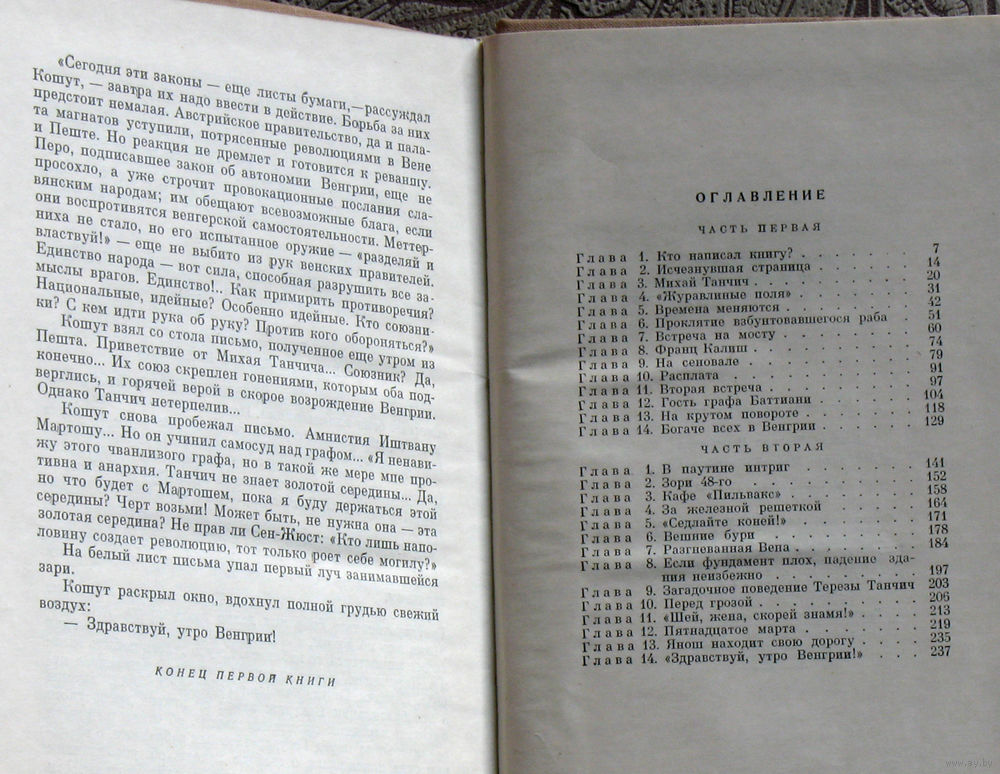 «Сегодня эти законы — еще листы бумаги,—рассуждал
Кошут, — завтра их надо ввести в действие. Борьба за них
предстоит немалая. Австрийское правительство, да и пала-
та магнатов уступили, потрясенные революциями в Вене
и Пеште. Но реакция не дремлет и готовится к реваншу.
Перо, подписавшее закон об автономии Венгрии, еще не
просохло, а уже строчит провокационные послания сла-
вянским народам; им обещают всевозможные блага, если
они воспротивятся венгерской самостоятельности. Меттер-
ниха не стало, но его испытанное оружие — «разделяй и
властвуй!» — еще не выбито из рук венских правителей.
Единство народа — вот сила, способная разрушить все за-
мыслы врагов. Единство!.. Как примирить противоречия?
Национальные, идейные? Особенно идейные. Кто союзни-
ки? С кем идти рука об руку? Против кого обороняться?»
Кошут взял со стола письмо, полученное еще утром из
Пешта. Приветствие от Михая Танчича... Союзник? Да,
конечно... Их союз скреплен гонениями, которым оба под-
верглись, и горячей верой в скорое возрождение Венгрии.
Однако Танчич нетерпелив...
Кошут снова пробежал письмо. Амнистия Иштвану
Мартошу... Но он учинил самосуд над графом... «Я ненави-
жу этого чванливого графа, но в такой же мере мне про-
тивна и анархия. Танчич не знает золотой середины... Да,
но что будет с Мартошем, пока я буду держаться этой
середины? Черт возьми! Может быть, не нужна она — эта
золотая середина? Не прав ли Сен-Жюст: «Кто лишь напо-
ловину создает революцию, тот только роет себе могилу?»
На белый лист письма упал первый луч занимавшейся
зари.
Кошут раскрыл окно, вдохнул полной грудью свежий
воздух:
— Здравствуй, утро Венгрии!
КОНЕЦ ПЕРВОЙ КНИГИ
ОГЛАВЛЕНИЕ
ЧАСТЬ ПЕРВАЯ
Глава 1. Кто написал книгу? . . . . . . . 7
Глава 2. Исчезнувшая страница . . . . . . 14
Глава 3. Михай Танчич . . . . . . . . . 20
Глава 4. «Журавлиные поля» . . . . . . . 31
Глава 5. Времена меняются . . . . . . . 42
Глава 6. Проклятие взбунтовавшегося раба . . 51
Глава 7. Встреча на мосту . . . . . . . . 60
Глава 8. Франц Калиш . . . . . . . . . 74
Глава 9. На сеновале . . . . . . . . . 79
Глава 10. Расплата . . . . . . . . . . 91
Глава 11. Вторая встреча . . . . . . . . 97
Глава 12. Гость графа Баттиани . . . . . . 104
Глава 13. На крутом повороте . . . . . . . 118
Глава 14. Богаче всех в Венгрии . . . . . . 129
ЧАСТЬ ВТОРАЯ
Глава 1. В паутине интриг . . . . . . . 141
Глава 2. Зори 48-го . . . . . . . . . . 152
Глава 3. Кафе «Пильвакс» . . . . . . . . 158
Глава 4. За железной решеткой . . . . . . 164
Глава 5. «Седлайте коней!» . . . . . . . 171
Глава 6. Вешние бури . . . . . . . . . 178
Глава 7. Разгневанная Вена . . . . . . . 184
Глава 8. Если фундамент плох, падение зда-
ния неизбежно . . . . . . . . 197
Глава 9. Загадочное поведение Терезы Танчич 203
Глава 10. Перед грозой . . . . . . . . . 206
Глава 11. «Шей, жена, скорей знамя!» . . . . 213
Глава 12. Пятнадцатое марта . . . . . . . 219
Глава 13. Янош находит свою дорогу . . . . 235
Глава 14. «Здравствуй, утро Венгрии!» . . . 237
www.ay.by